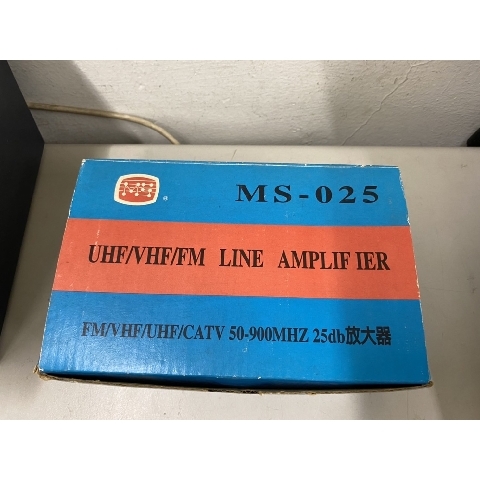 MS-025
UHF/VHF/FM LINE AMPLIF IER
FM/VHF/UHF/CATV 50-900MHZ 25db放大器